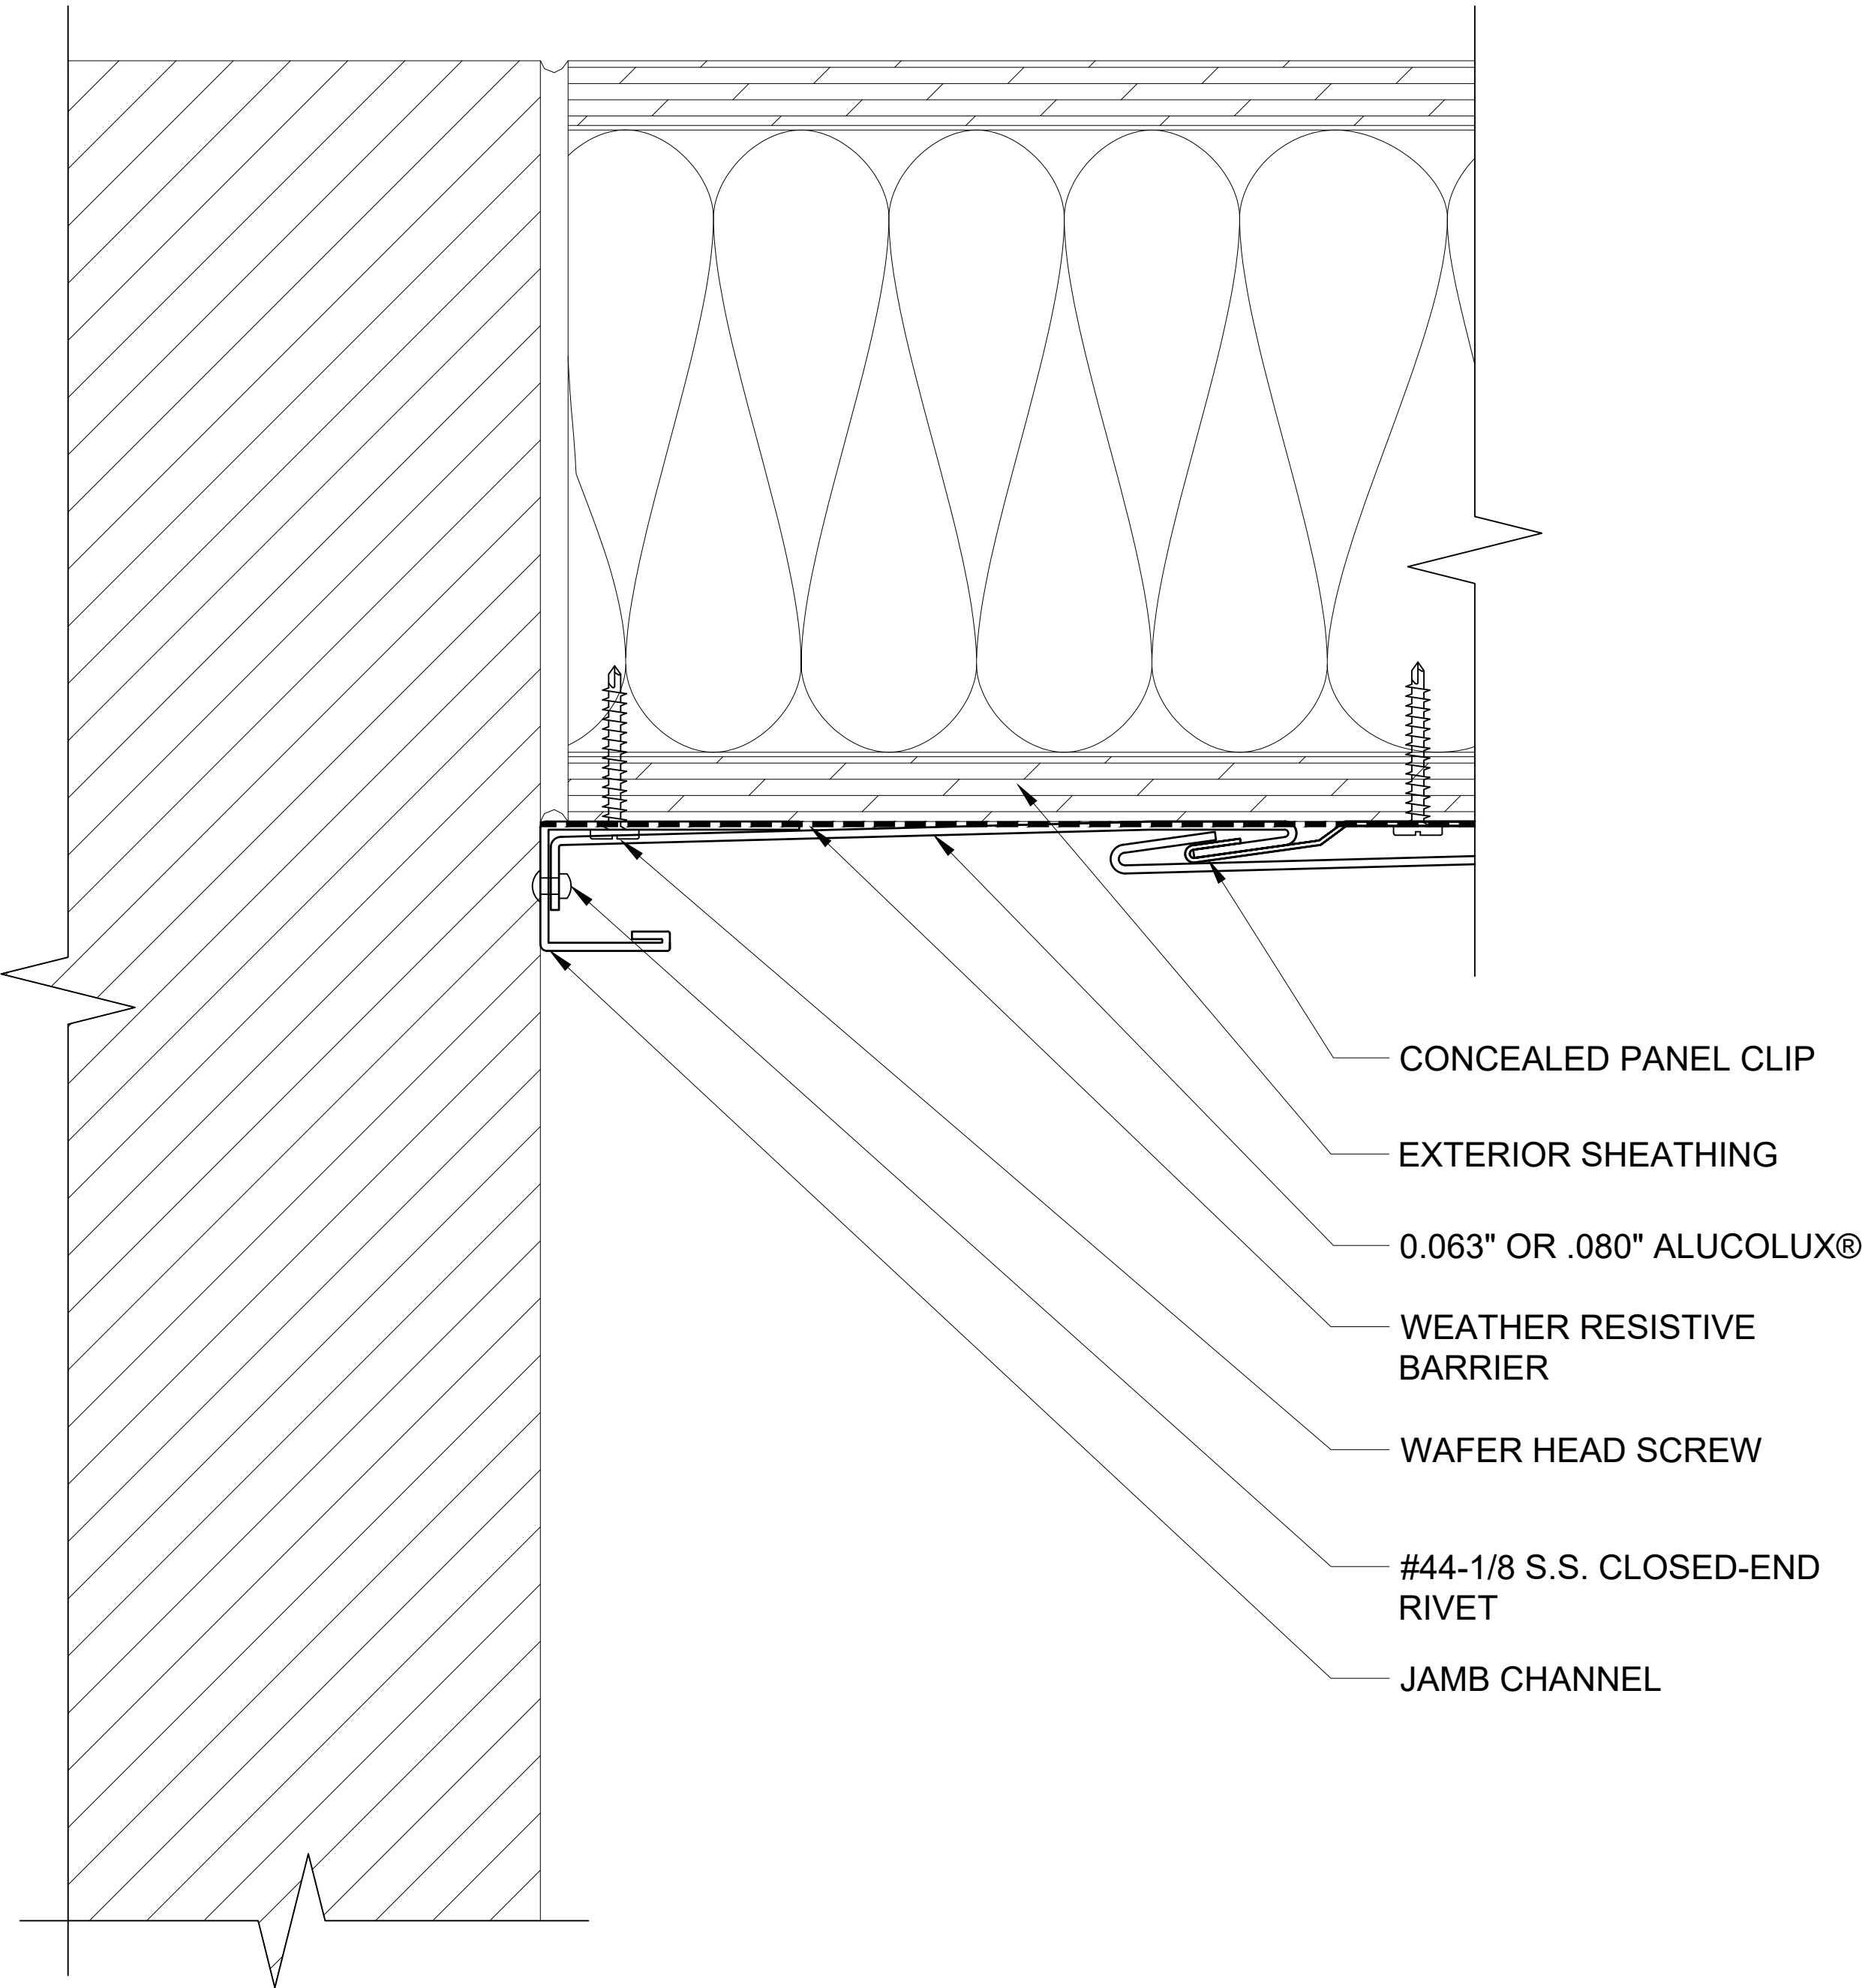 CONCEALED PANEL CLIP
EXTERIOR SHEATHING
0.063" OR .080" ALUCOLUX®
WEATHER RESISTIVE
BARRIER
WAFER HEAD SCREW
#44-1/8 S.S. CLOSED-END
RIVET
JAMB CHANNEL